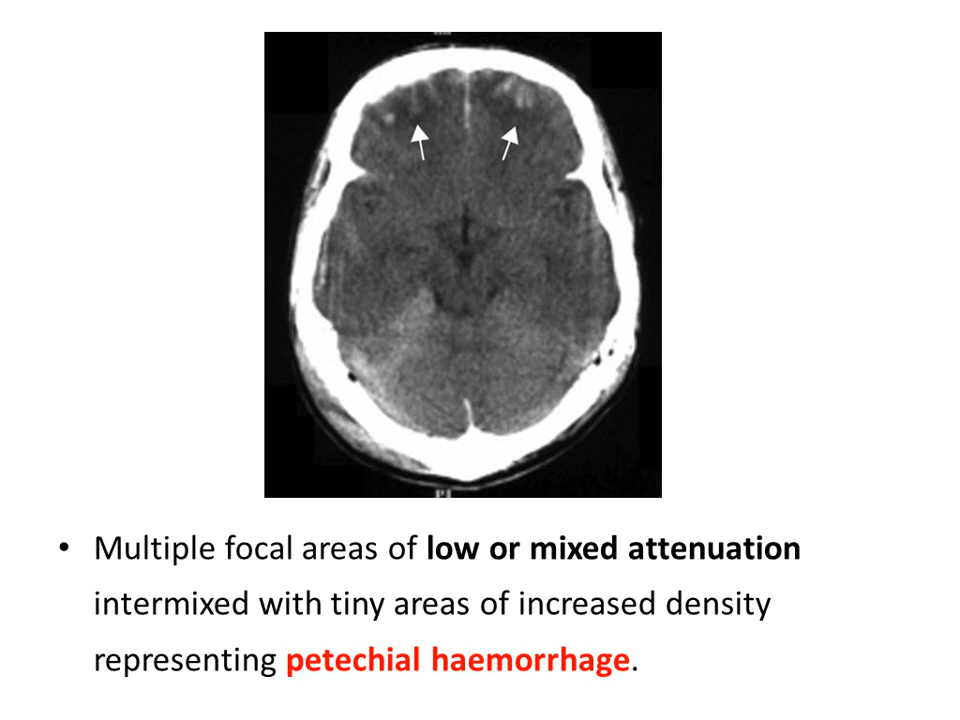 • Multiple focal areas of low or mixed attenuation
intermixed with tiny areas of increased density
representing petechial haemorrhage.